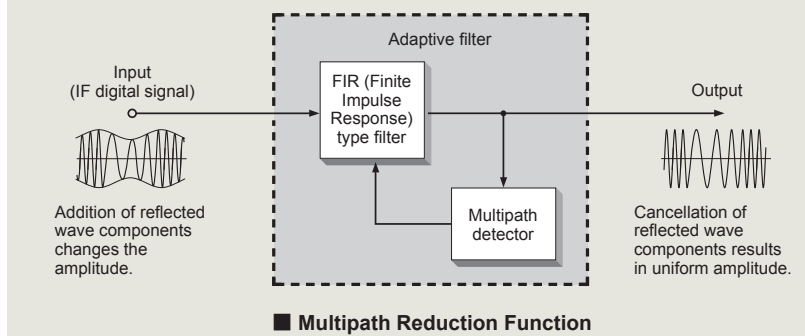 Adaptive filter
Input
(IF digital signal)
FIR (Finite
Impulse
Response)
type filter
Output
Addition of reflected
wave components
changes the
amplitude.
Multipath
detector
Cancellation of
reflected wave
components results
in uniform amplitude.
■ Multipath Reduction Function